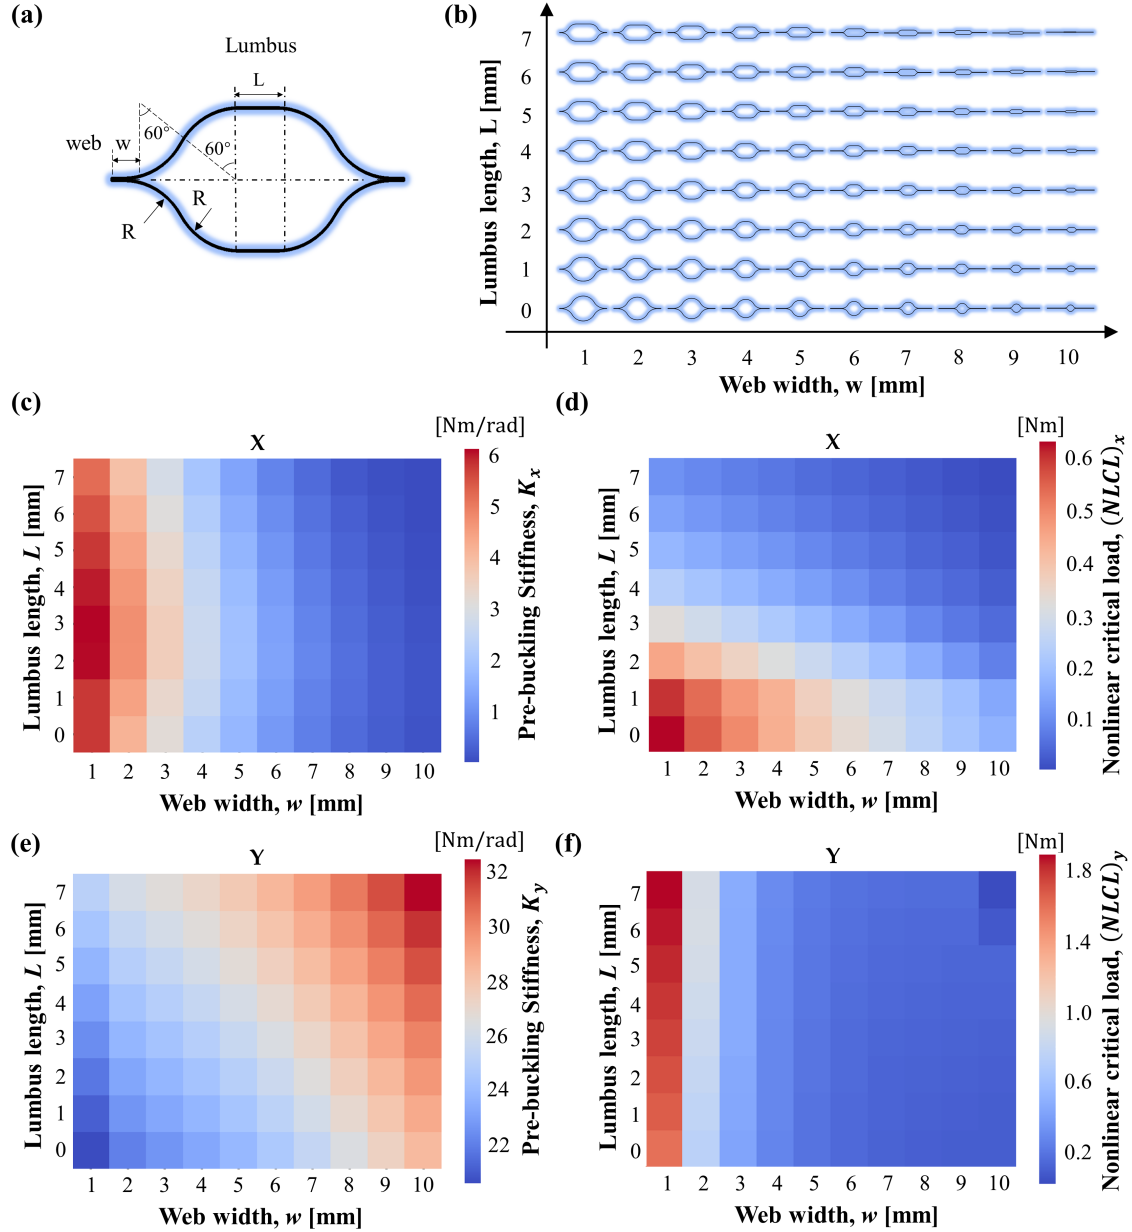 (a)
Lumbus
L
web
w
60°
60°
R
R
(b)
Lumbus length, L [mm]
7
6
5
4
3
2
1
0
1 2 3 4 5 6 7 8 9 10
Web width, w [mm]
(c)
[Nm/rad]
X
Lumbus length, L [mm]
7
6
5
4
3
2
1
0
1 2 3 4 5 6 7 8 9 10
Web width, w [mm]
6
5
4
3
2
1
Pre-buckling Stiffness, Kₓ
(d)
[Nm]
X
Lumbus length, L [mm]
7
6
5
4
3
2
1
0
1 2 3 4 5 6 7 8 9 10
Web width, w [mm]
0.6
0.5
0.4
0.3
0.2
0.1
Nonlinear critical load, (NLCL)ₓ
(e)
[Nm/rad]
Y
Lumbus length, L [mm]
7
6
5
4
3
2
1
0
1 2 3 4 5 6 7 8 9 10
Web width, w [mm]
32
30
28
26
24
22
Pre-buckling Stiffness, K_y
(f)
[Nm]
Y
Lumbus length, L [mm]
7
6
5
4
3
2
1
0
1 2 3 4 5 6 7 8 9 10
Web width, w [mm]
1.8
1.4
1.0
0.6
0.2
Nonlinear critical load, (NLCL)_y